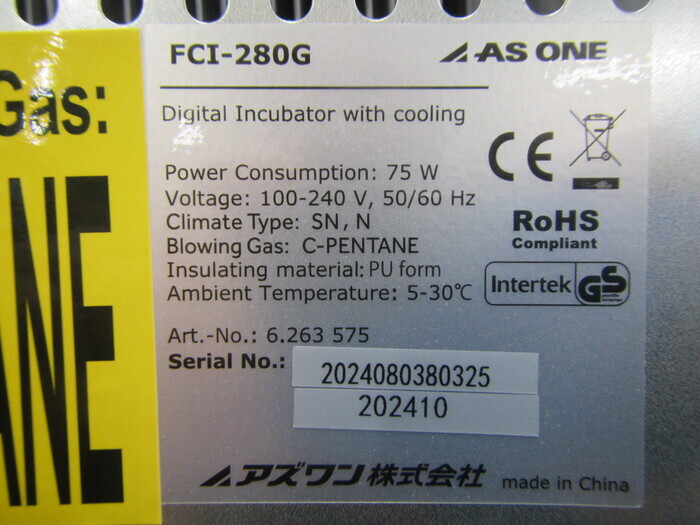 Gas:
ANE
FCI-280G
AS ONE
Digital Incubator with cooling
Power Consumption: 75 W
Voltage: 100-240 V, 50/60 Hz
Climate Type: SN, N
Blowing Gas: C-PENTANE
Insulating material: PU form
Ambient Temperature: 5-30℃
CE
RoHS
Compliant
Intertek
GS
Art.-No.: 6.263 575
Serial No.:
2024080380325
202410
アズワン株式会社
made in China